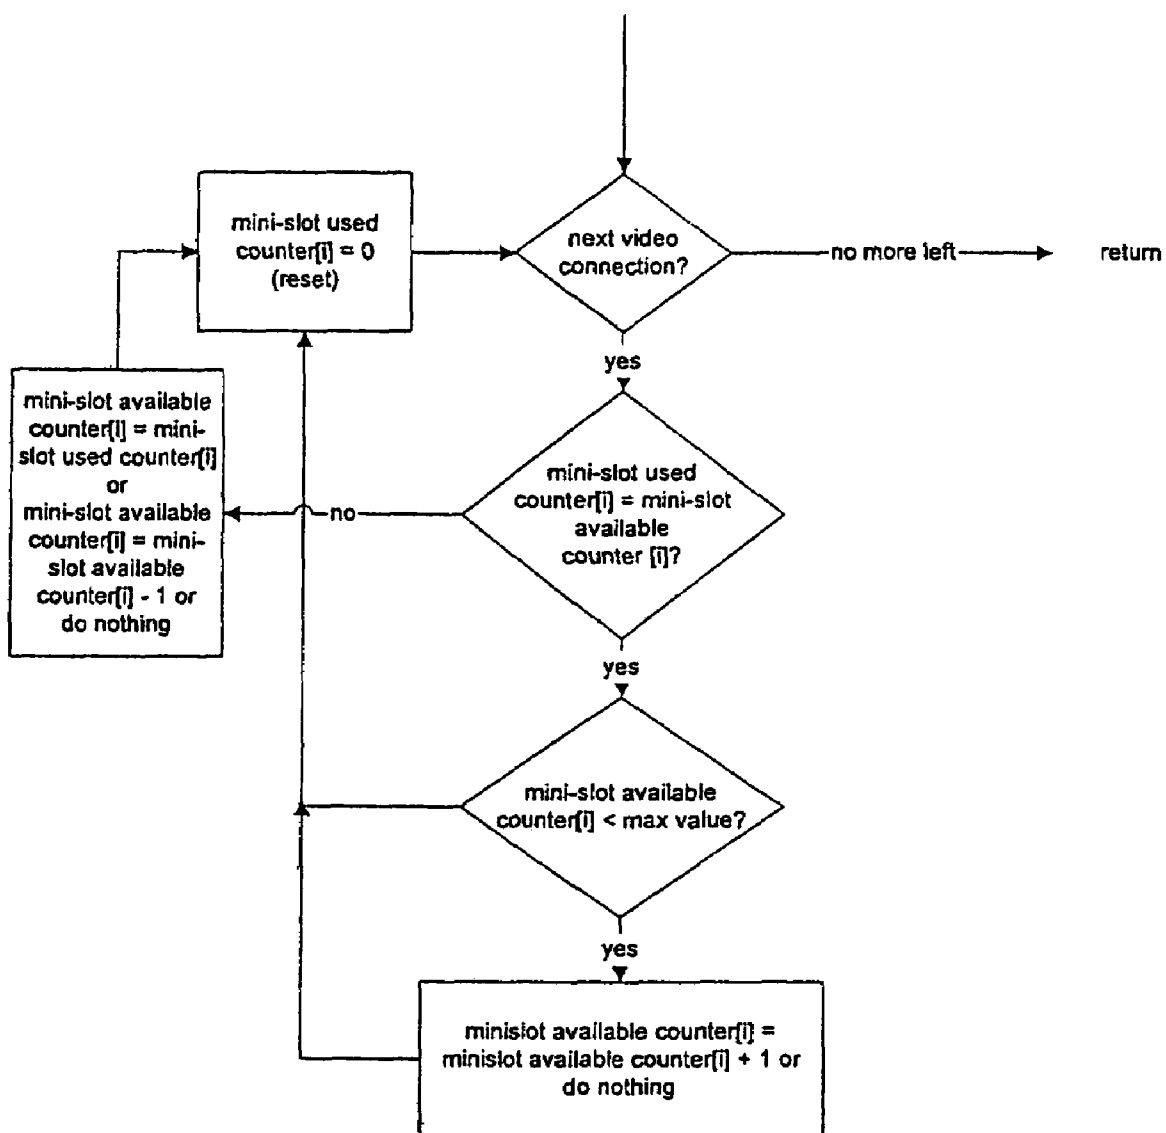 mini-slot used
counter[i] = 0
(reset)
next video
connection?
no more left
return
yes
mini-slot available
counter[i] = mini-
slot used counter[i]
or
mini-slot available
counter[i] = mini-
slot available
counter[i] - 1 or
do nothing
no
mini-slot used
counter[i] = mini-slot
available
counter [i]?
yes
mini-slot available
counter[i] < max value?
yes
minislot available counter[i] =
minislot available counter[i] + 1 or
do nothing